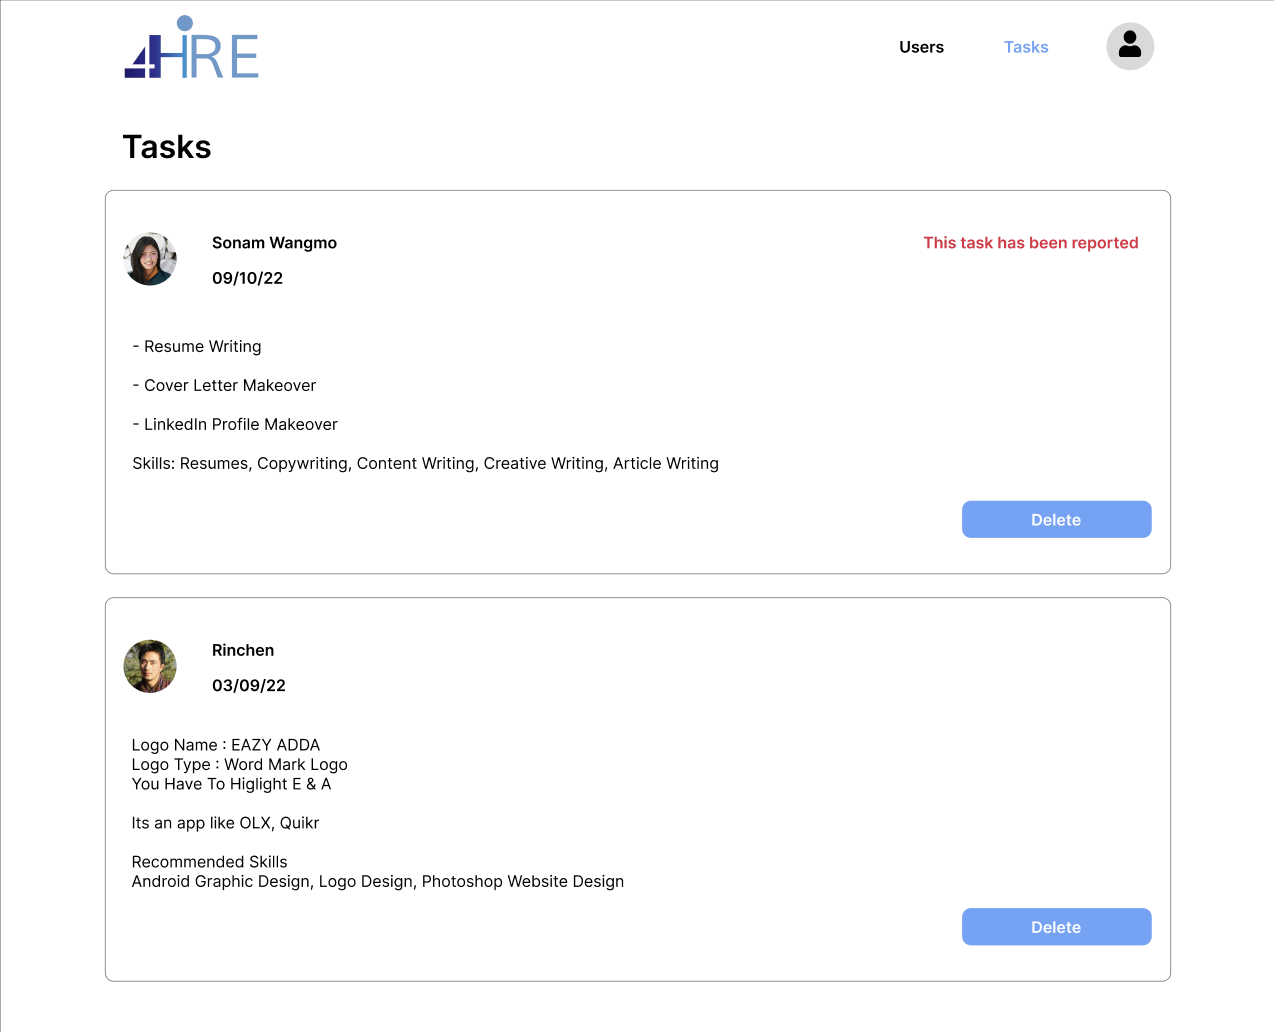 4HIRE
Users
Tasks
Tasks
Sonam Wangmo
This task has been reported
09/10/22
- Resume Writing
- Cover Letter Makeover
- LinkedIn Profile Makeover
Skills: Resumes, Copywriting, Content Writing, Creative Writing, Article Writing
Delete
Rinchen
03/09/22
Logo Name : EAZY ADDA
Logo Type : Word Mark Logo
You Have To Higlight E & A
Its an app like OLX, Quikr
Recommended Skills
Android Graphic Design, Logo Design, Photoshop Website Design
Delete